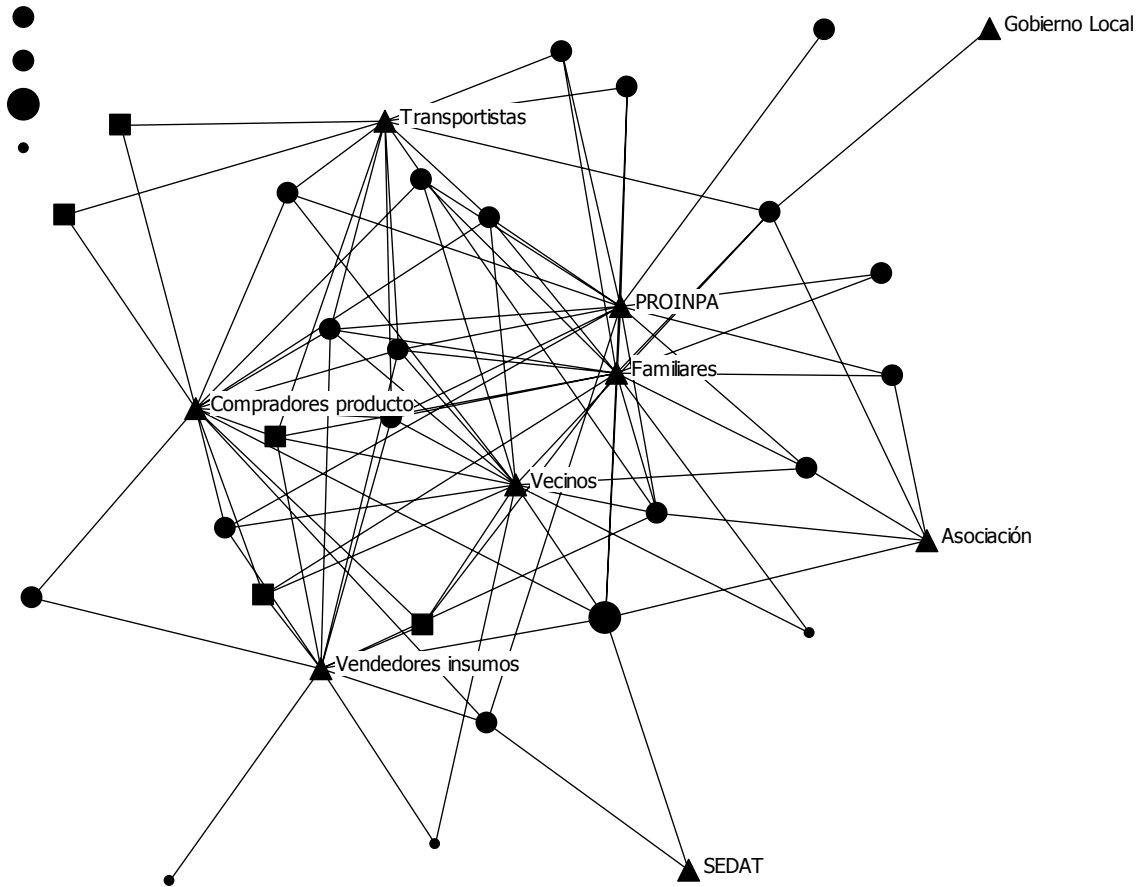 Gobierno Local
Transportistas
PROINPA
Familiares
Compradores producto
Vecinos
Asociación
Vendedores insumos
SEDAT